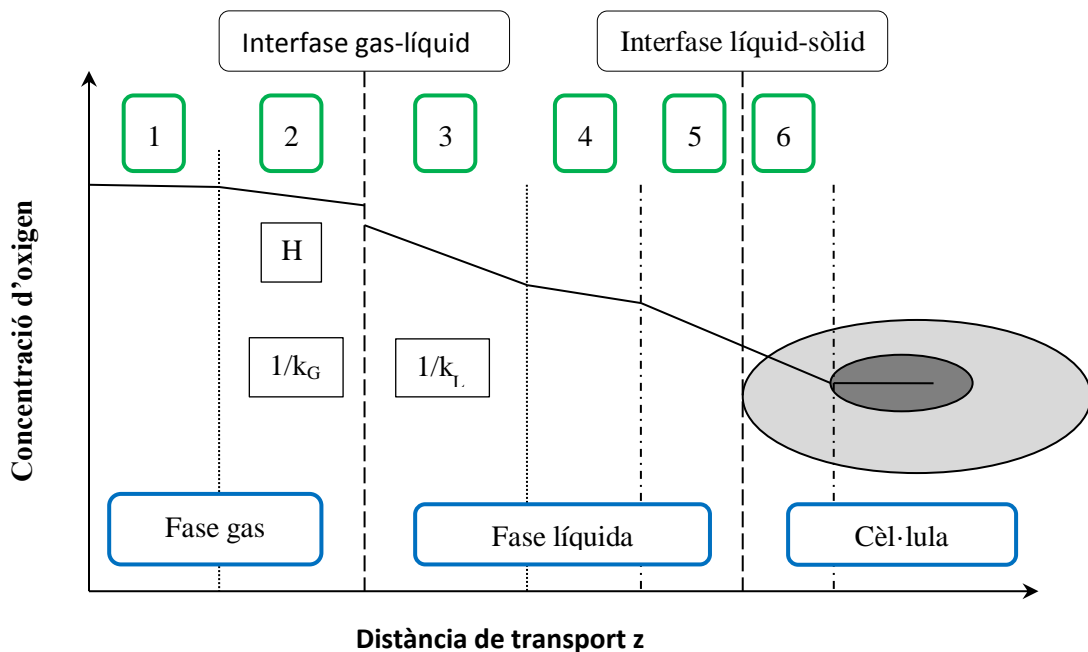 Interfase gas-líquid
Interfase líquid-sòlid
1
2
3
4
5
6
H
1/kG
1/kL
Concentració d’oxigen
Fase gas
Fase líquida
Cèl·lula
Distància de transport z